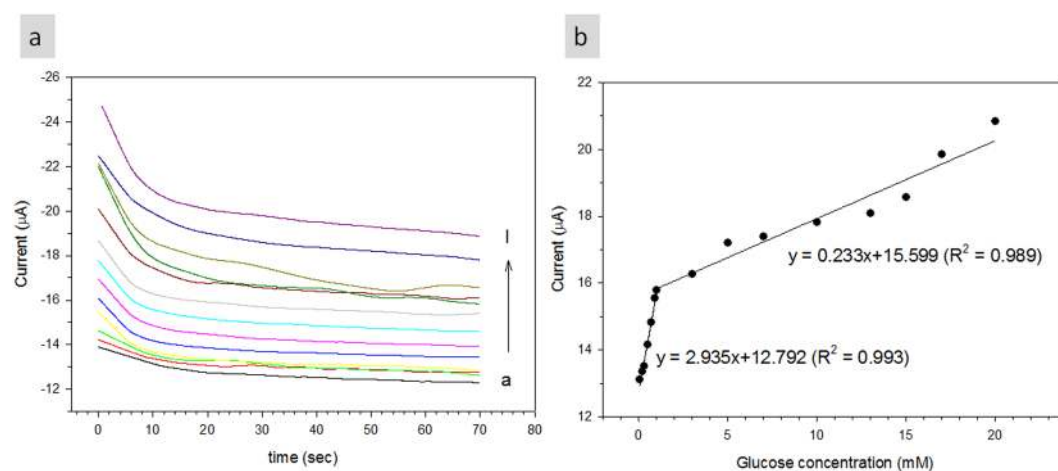 a
-26
-24
-22
-20
-18
-16
-14
-12
Current (µA)
0 10 20 30 40 50 60 70 80
time (sec)
l
a
b
22
20
18
16
14
12
Current (µA)
0 5 10 15 20
Glucose concentration (mM)
y = 0.233x+15.599 (R² = 0.989)
y = 2.935x+12.792 (R² = 0.993)